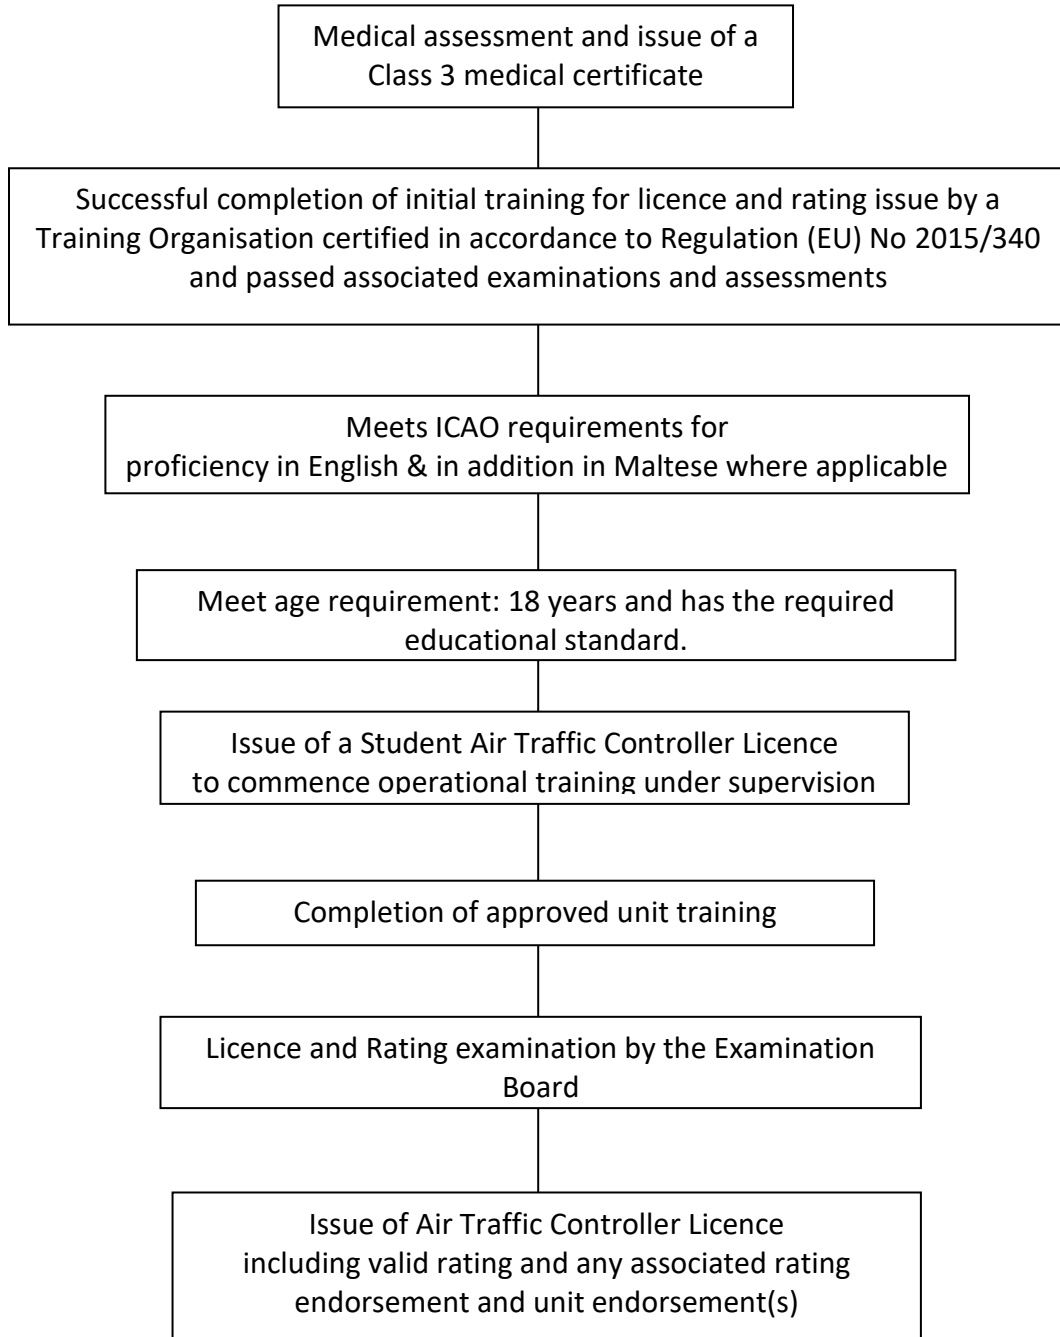 Medical assessment and issue of a
Class 3 medical certificate
Successful completion of initial training for licence and rating issue by a
Training Organisation certified in accordance to Regulation (EU) No 2015/340
and passed associated examinations and assessments
Meets ICAO requirements for
proficiency in English & in addition in Maltese where applicable
Meet age requirement: 18 years and has the required
educational standard.
Issue of a Student Air Traffic Controller Licence
to commence operational training under supervision
Completion of approved unit training
Licence and Rating examination by the Examination
Board
Issue of Air Traffic Controller Licence
including valid rating and any associated rating
endorsement and unit endorsement(s)